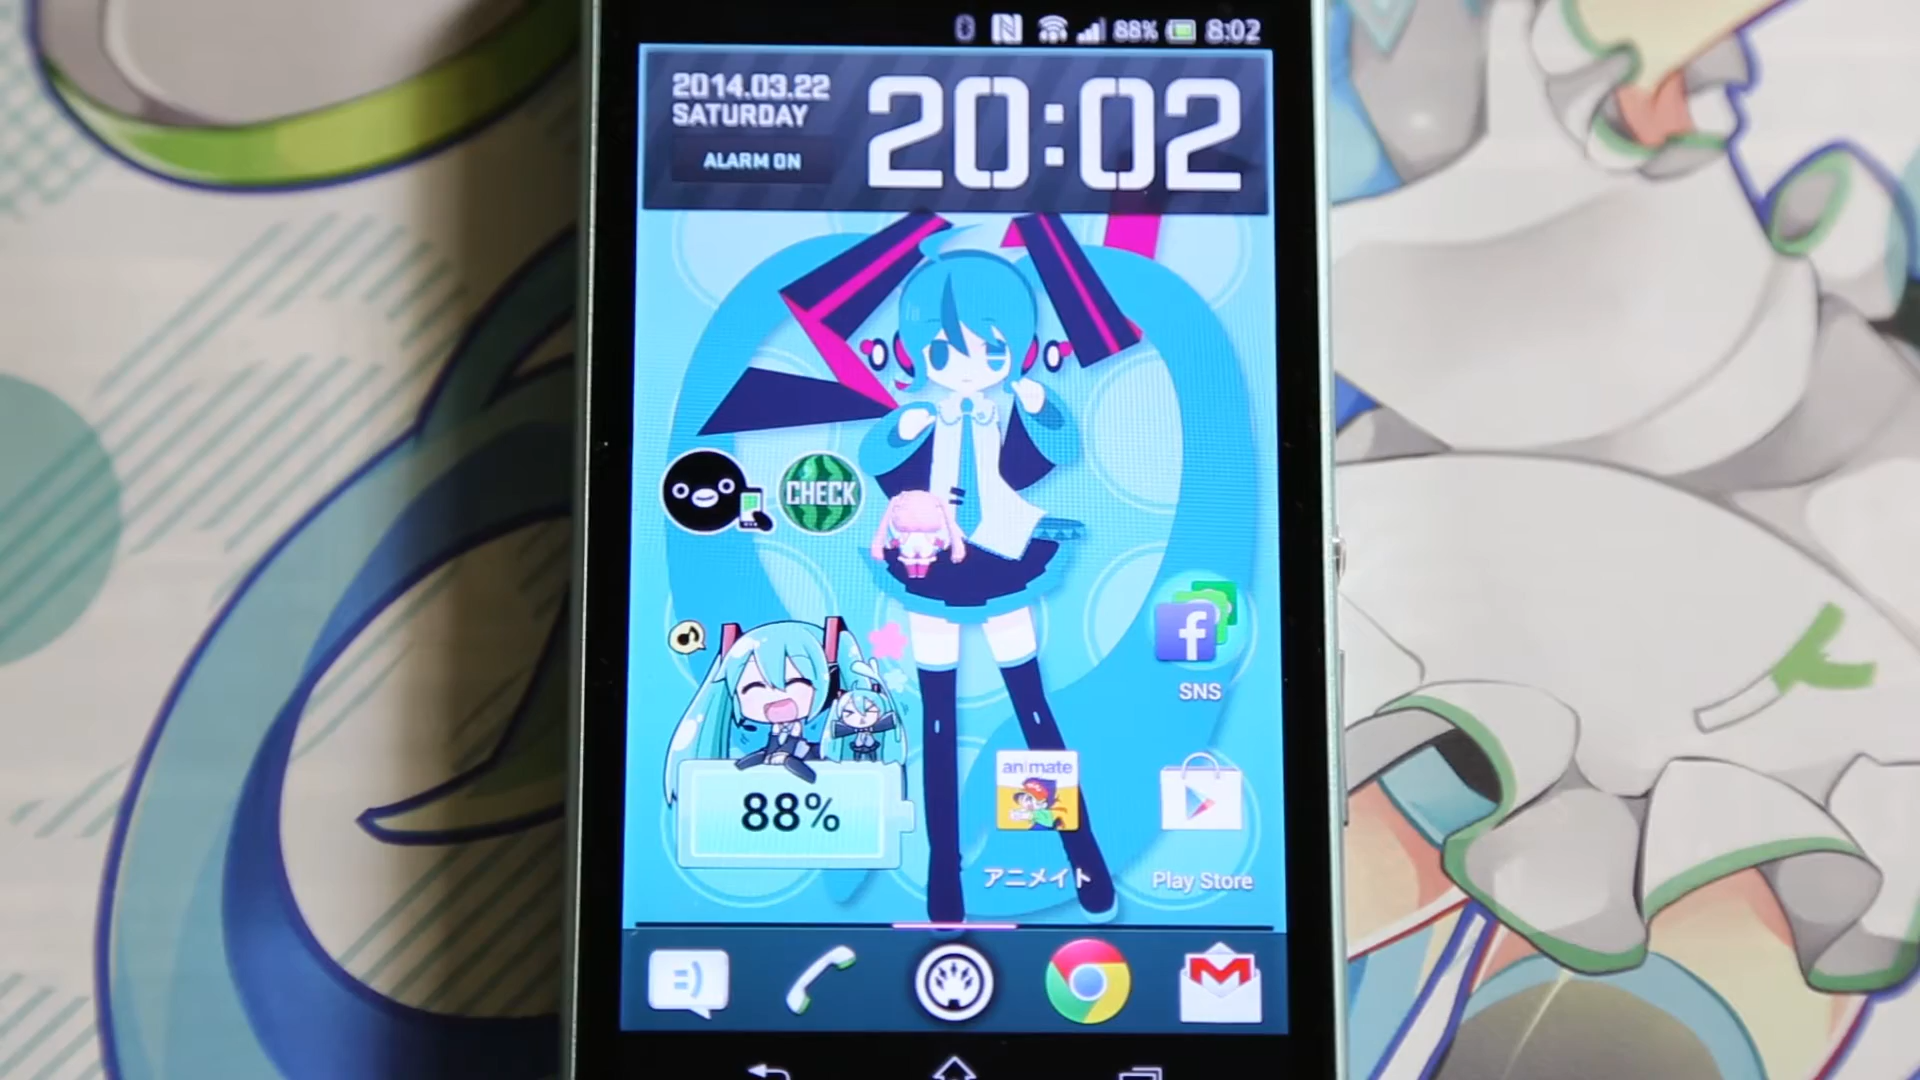 88% 8:02
2014.03.22
SATURDAY
ALARM ON
20:02
CHECK
SNS
animate
88%
アニメイト
Play Store